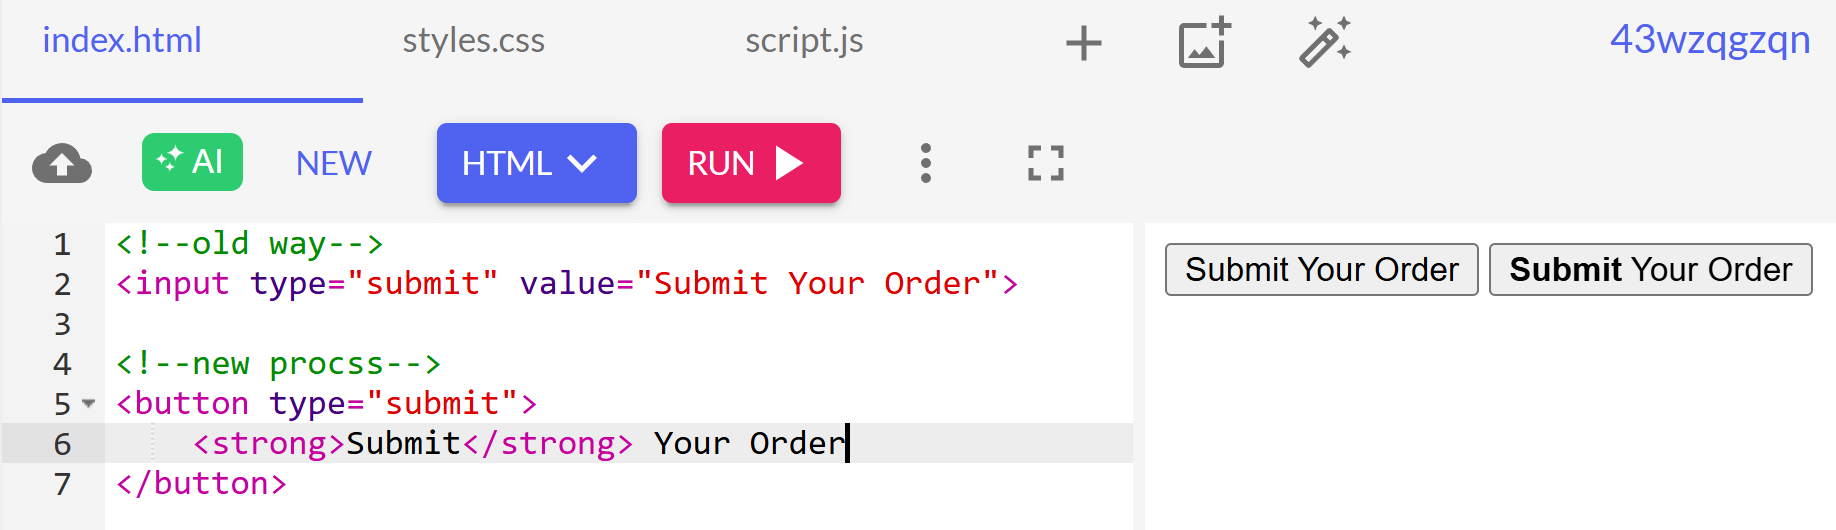 index.html styles.css script.js 43wzqgzqn
AI NEW HTML RUN
1 <!--old way-->
2 <input type="submit" value="Submit Your Order">
3
4 <!--new procss-->
5 <button type="submit">
6 <strong>Submit</strong> Your Order
7 </button>
Submit Your Order Submit Your Order